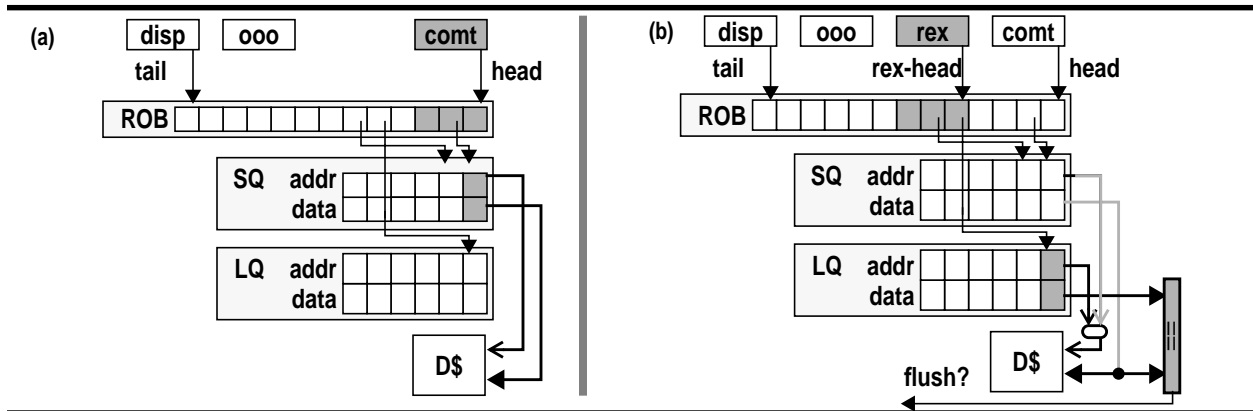 (a)
disp ooo comt
tail head
ROB
SQ addr
data
LQ addr
data
D$
(b)
disp ooo rex comt
tail rex-head head
ROB
SQ addr
data
LQ addr
data
==
D$
flush?